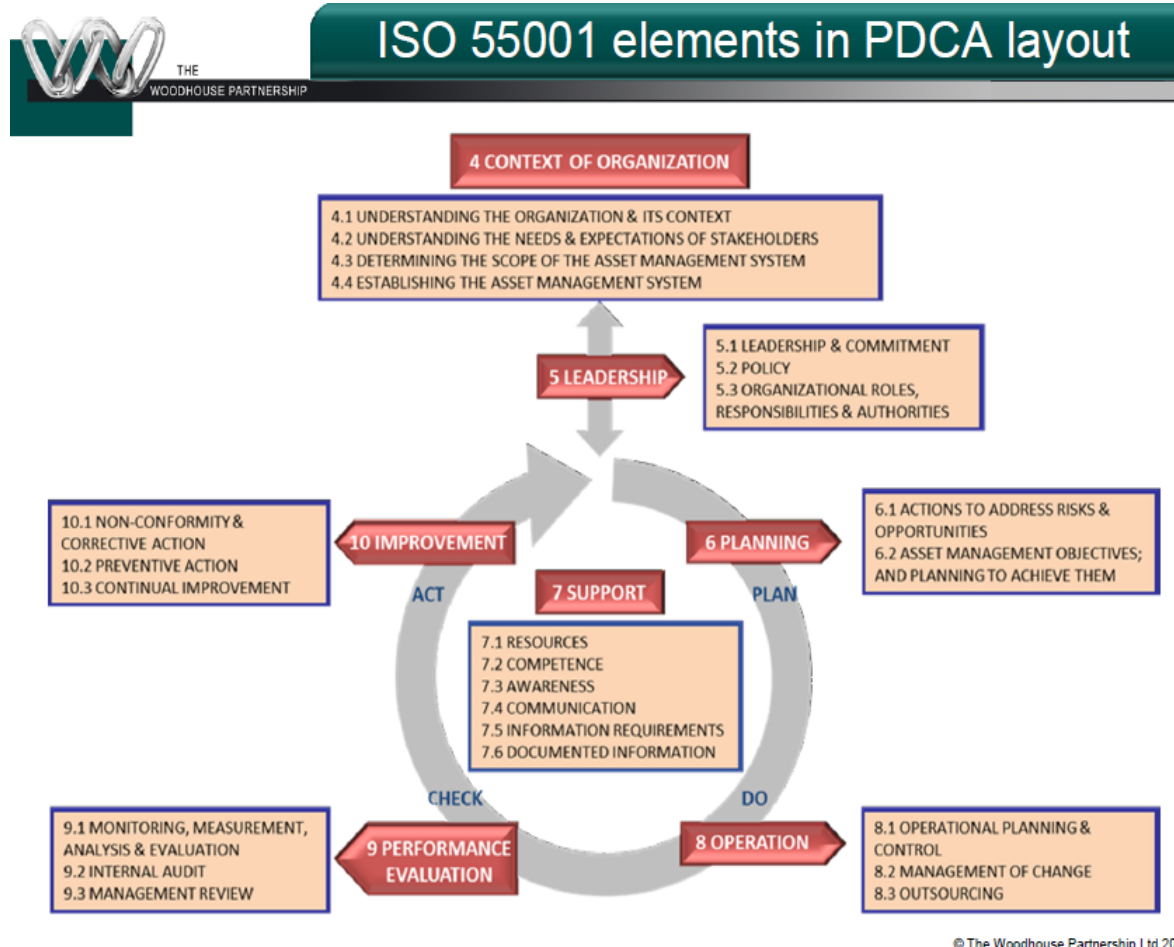 THE
WOODHOUSE PARTNERSHIP
ISO 55001 elements in PDCA layout
4 CONTEXT OF ORGANIZATION
4.1 UNDERSTANDING THE ORGANIZATION & ITS CONTEXT
4.2 UNDERSTANDING THE NEEDS & EXPECTATIONS OF STAKEHOLDERS
4.3 DETERMINING THE SCOPE OF THE ASSET MANAGEMENT SYSTEM
4.4 ESTABLISHING THE ASSET MANAGEMENT SYSTEM
5 LEADERSHIP
5.1 LEADERSHIP & COMMITMENT
5.2 POLICY
5.3 ORGANIZATIONAL ROLES,
RESPONSIBILITIES & AUTHORITIES
10.1 NON-CONFORMITY &
CORRECTIVE ACTION
10.2 PREVENTIVE ACTION
10.3 CONTINUAL IMPROVEMENT
10 IMPROVEMENT
ACT
6 PLANNING
PLAN
6.1 ACTIONS TO ADDRESS RISKS &
OPPORTUNITIES
6.2 ASSET MANAGEMENT OBJECTIVES;
AND PLANNING TO ACHIEVE THEM
7 SUPPORT
7.1 RESOURCES
7.2 COMPETENCE
7.3 AWARENESS
7.4 COMMUNICATION
7.5 INFORMATION REQUIREMENTS
7.6 DOCUMENTED INFORMATION
CHECK
DO
9.1 MONITORING, MEASUREMENT,
ANALYSIS & EVALUATION
9.2 INTERNAL AUDIT
9.3 MANAGEMENT REVIEW
9 PERFORMANCE
EVALUATION
8 OPERATION
8.1 OPERATIONAL PLANNING &
CONTROL
8.2 MANAGEMENT OF CHANGE
8.3 OUTSOURCING
© The Woodhouse Partnership Ltd